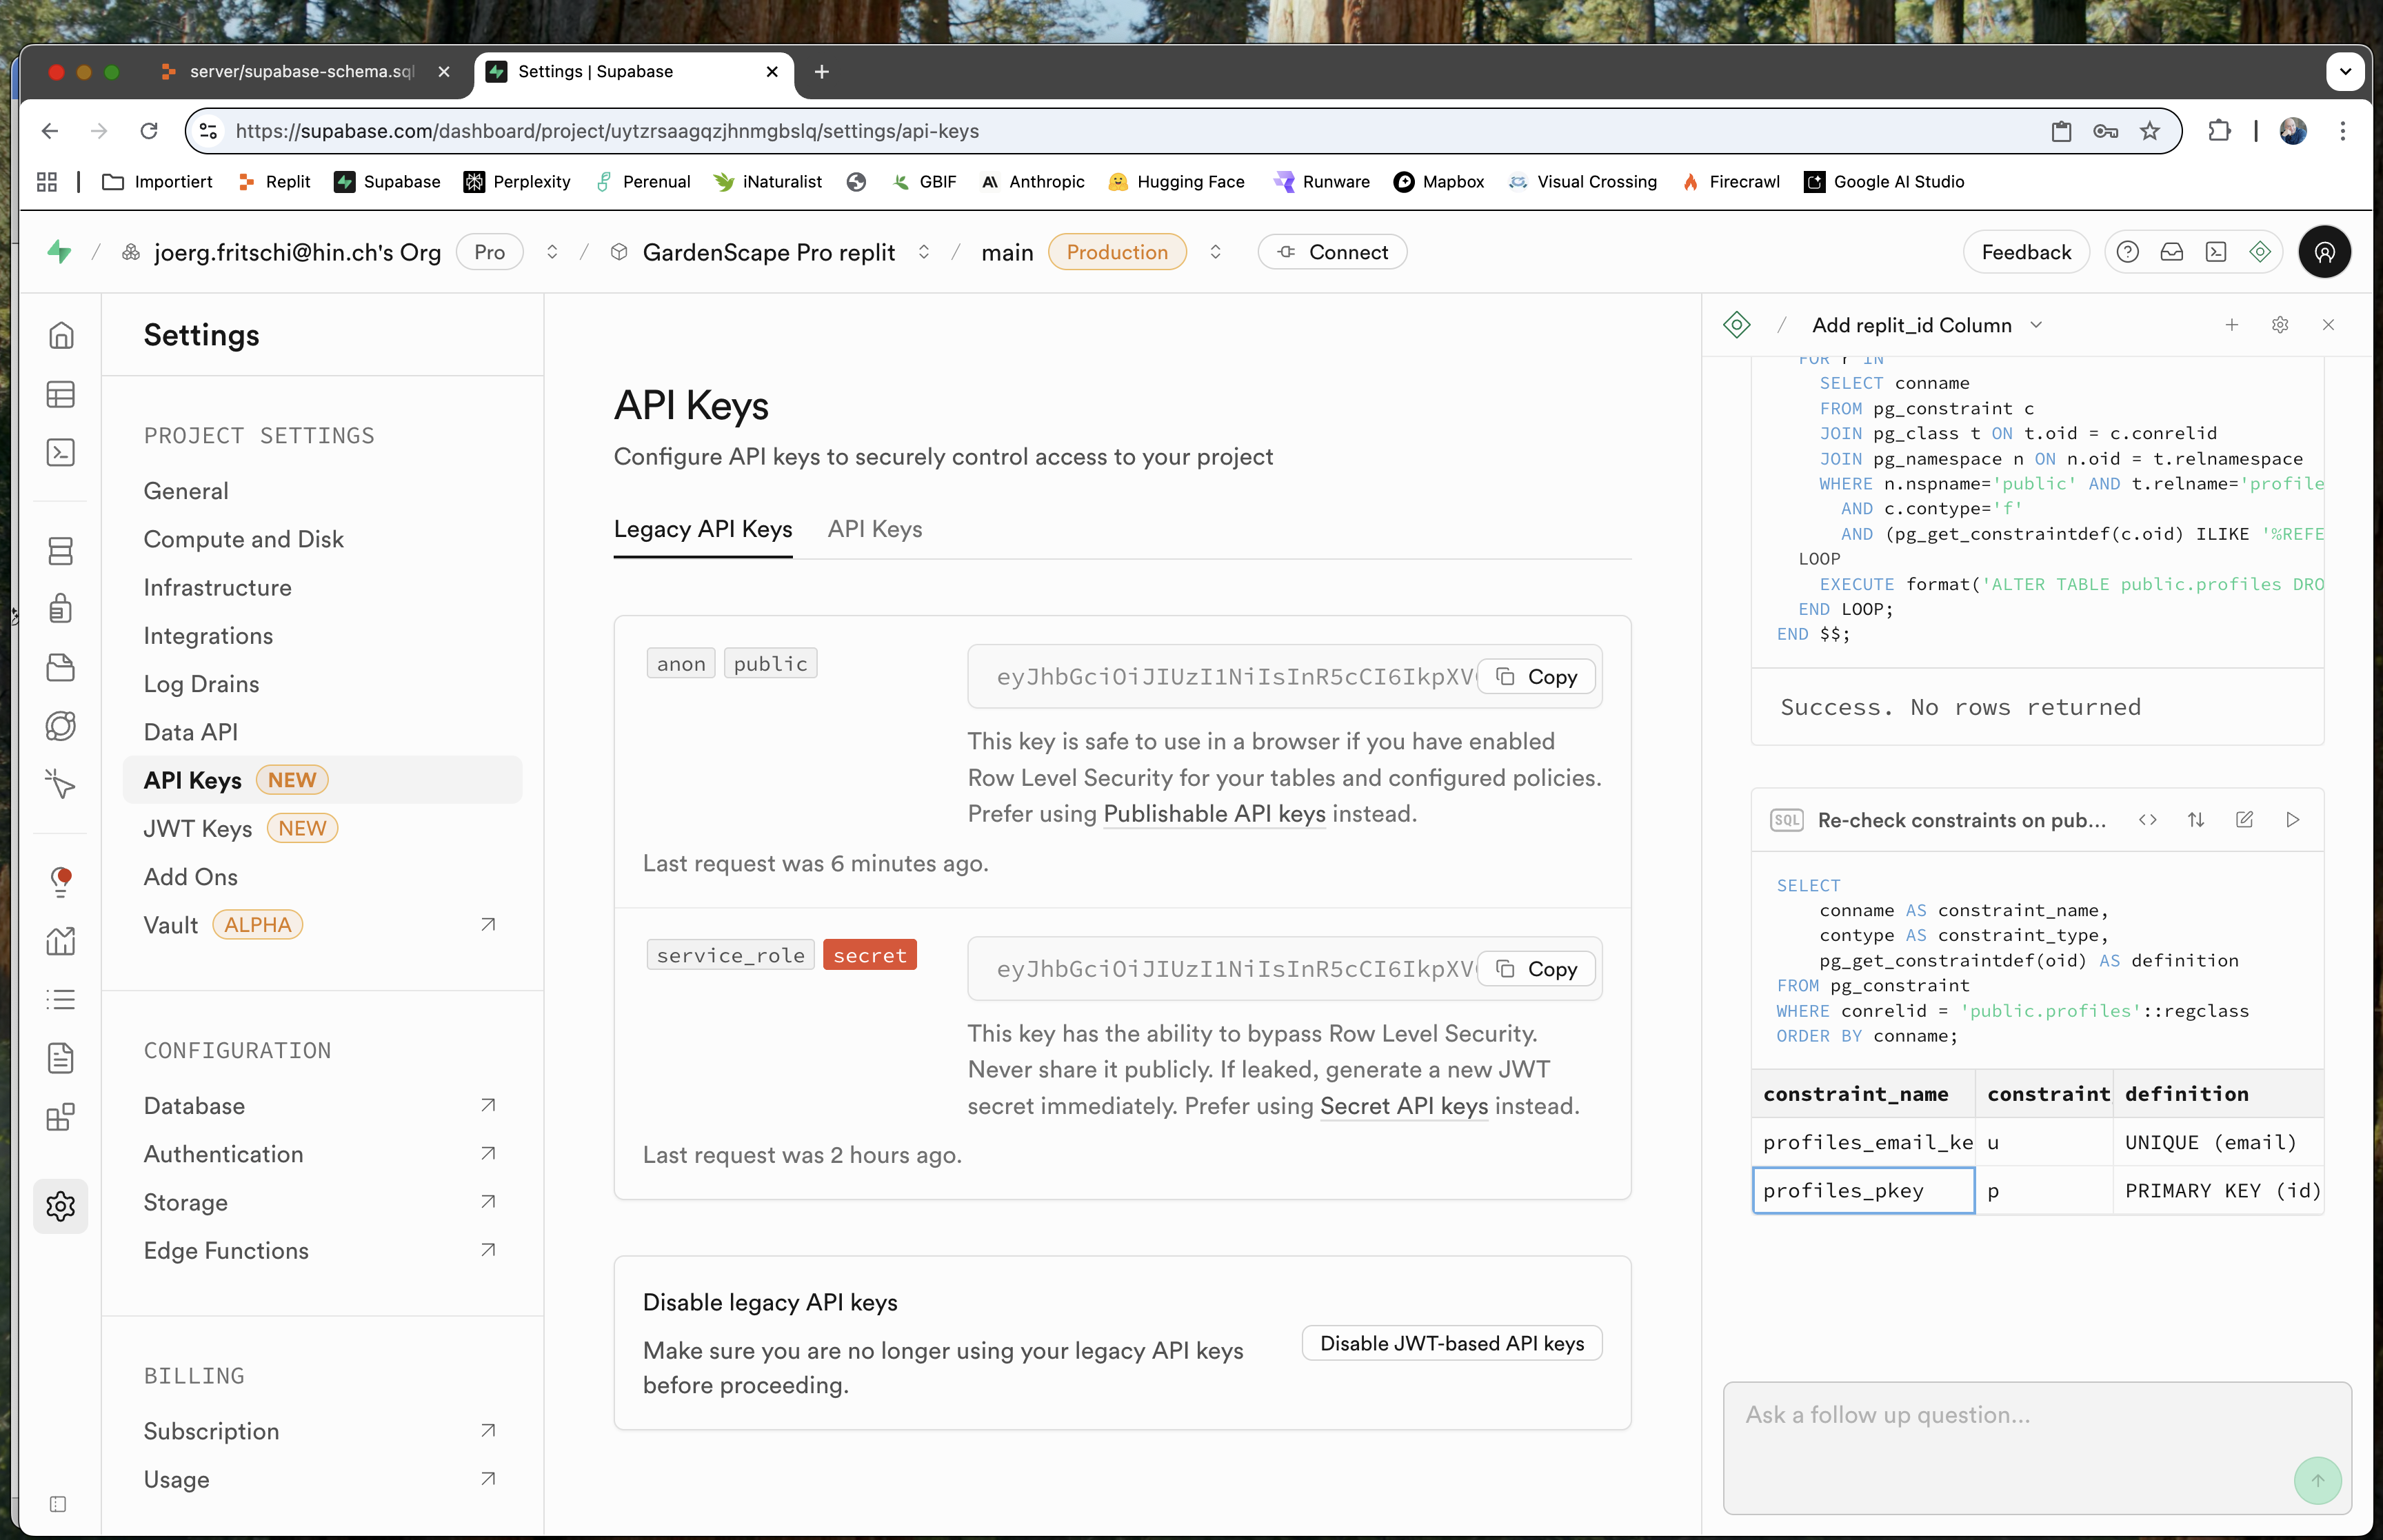 server/supabase-schema.sql
Settings | Supabase
https://supabase.com/dashboard/project/uytzrsaagqzjhnmgbslq/settings/api-keys
Importiert
Replit
Supabase
Perplexity
Perenual
iNaturalist
GBIF
Anthropic
Hugging Face
Runware
Mapbox
Visual Crossing
Firecrawl
Google AI Studio
joerg.fritschi@hin.ch's Org
Pro
GardenScape Pro replit
main
Production
Connect
Feedback
Settings
PROJECT SETTINGS
General
Compute and Disk
Infrastructure
Integrations
Log Drains
Data API
API Keys NEW
JWT Keys NEW
Add Ons
Vault ALPHA
CONFIGURATION
Database
Authentication
Storage
Edge Functions
BILLING
Subscription
Usage
API Keys
Configure API keys to securely control access to your project
Legacy API Keys
API Keys
anon public
eyJhbGciOiJIUzI1NiIsInR5cCI6IkpXV
Copy
This key is safe to use in a browser if you have enabled
Row Level Security for your tables and configured policies.
Prefer using Publishable API keys instead.
Last request was 6 minutes ago.
service_role secret
eyJhbGciOiJIUzI1NiIsInR5cCI6IkpXV
Copy
This key has the ability to bypass Row Level Security.
Never share it publicly. If leaked, generate a new JWT
secret immediately. Prefer using Secret API keys instead.
Last request was 2 hours ago.
Disable legacy API keys
Make sure you are no longer using your legacy API keys
before proceeding.
Disable JWT-based API keys
Add replit_id Column
FOR r IN
SELECT conname
FROM pg_constraint c
JOIN pg_class t ON t.oid = c.conrelid
JOIN pg_namespace n ON n.oid = t.relnamespace
WHERE n.nspname='public' AND t.relname='profile
AND c.contype='f'
AND (pg_get_constraintdef(c.oid) ILIKE '%REFE
LOOP
EXECUTE format('ALTER TABLE public.profiles DRO
END LOOP;
END $$;
Success. No rows returned
SQL
Re-check constraints on pub...
SELECT
conname AS constraint_name,
contype AS constraint_type,
pg_get_constraintdef(oid) AS definition
FROM pg_constraint
WHERE conrelid = 'public.profiles'::regclass
ORDER BY conname;
constraint_name constraint definition
profiles_email_ke u UNIQUE (email)
profiles_pkey p PRIMARY KEY (id)
Ask a follow up question...